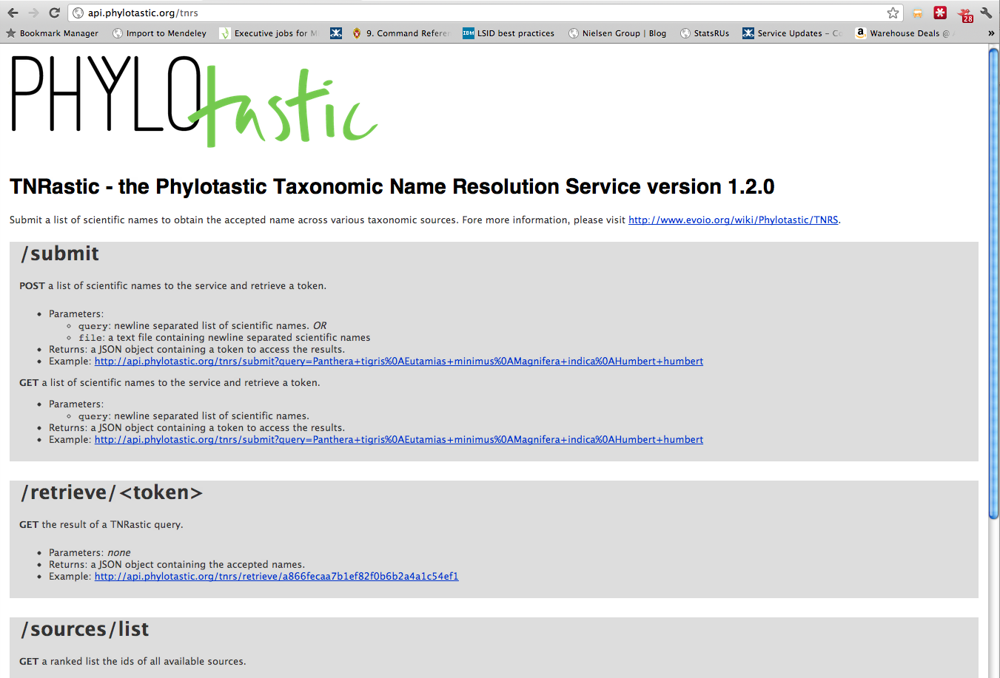 api.phylotastic.org/tnrs
28
Bookmark Manager Import to Mendeley Executive jobs for 9. Command Refere IBM LSID best practices Nielsen Group | Blog StatsRUs Service Updates – a Warehouse Deals @ »
PHYLOtastic
TNRastic - the Phylotastic Taxonomic Name Resolution Service version 1.2.0
Submit a list of scientific names to obtain the accepted name across various taxonomic sources. Fore more information, please visit http://www.evoio.org/wiki/Phylotastic/TNRS.
/submit
POST a list of scientific names to the service and retrieve a token.
• Parameters:
◦ query: newline separated list of scientific names. OR
◦ file: a text file containing newline separated scientific names
• Returns: a JSON object containing a token to access the results.
• Example: http://api.phylotastic.org/tnrs/submit?query=Panthera+tigris%0AEutamias+minimus%0AMagnifera+indica%0AHumbert+humbert
GET a list of scientific names to the service and retrieve a token.
• Parameters:
◦ query: newline separated list of scientific names.
• Returns: a JSON object containing a token to access the results.
• Example: http://api.phylotastic.org/tnrs/submit?query=Panthera+tigris%0AEutamias+minimus%0AMagnifera+indica%0AHumbert+humbert
/retrieve/<token>
GET the result of a TNRastic query.
• Parameters: none
• Returns: a JSON object containing the accepted names.
• Example: http://api.phylotastic.org/tnrs/retrieve/a866fecaa7b1ef82f0b6b2a4a1c54ef1
/sources/list
GET a ranked list the ids of all available sources.